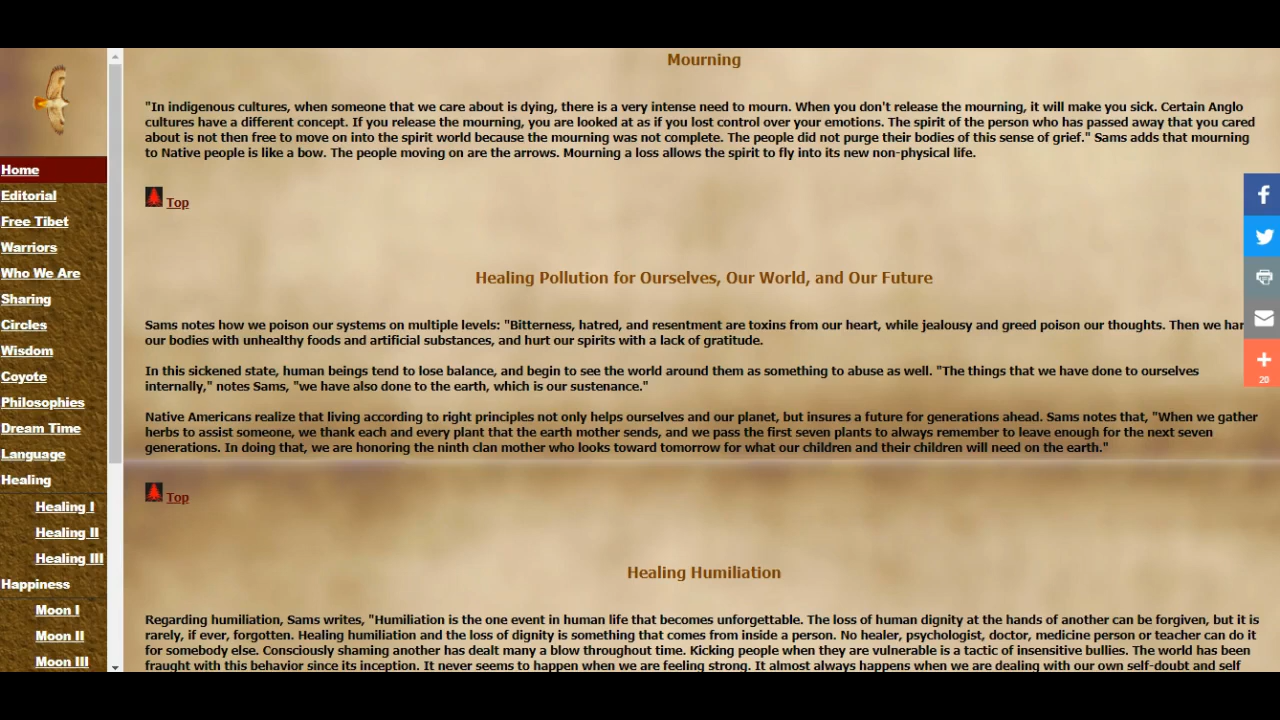 Home
Editorial
Free Tibet
Warriors
Who We Are
Sharing
Circles
Wisdom
Coyote
Philosophies
Dream Time
Language
Healing
Healing I
Healing II
Healing III
Happiness
Moon I
Moon II
Moon III
Mourning
"In indigenous cultures, when someone that we care about is dying, there is a very intense need to mourn. When you don't release the mourning, it will make you sick. Certain Anglo
cultures have a different concept. If you release the mourning, you are looked at as if you lost control over your emotions. The spirit of the person who has passed away that you cared
about is not then free to move on into the spirit world because the mourning was not complete. The people did not purge their bodies of this sense of grief." Sams adds that mourning
to Native people is like a bow. The people moving on are the arrows. Mourning a loss allows the spirit to fly into its new non-physical life.
Top
Healing Pollution for Ourselves, Our World, and Our Future
Sams notes how we poison our systems on multiple levels: "Bitterness, hatred, and resentment are toxins from our heart, while jealousy and greed poison our thoughts. Then we
our bodies with unhealthy foods and artificial substances, and hurt our spirits with a lack of gratitude.
In this sickened state, human beings tend to lose balance, and begin to see the world around them as something to abuse as well. "The things that we have done to ourselves
internally," notes Sams, "we have also done to the earth, which is our sustenance."
Native Americans realize that living according to right principles not only helps ourselves and our planet, but insures a future for generations ahead. Sams notes that, "When we gather
herbs to assist someone, we thank each and every plant that the earth mother sends, and we pass the first seven plants to always remember to leave enough for the next seven
generations. In doing that, we are honoring the ninth clan mother who looks toward tomorrow for what our children and their children will need on the earth."
Top
Healing Humiliation
Regarding humiliation, Sams writes, "Humiliation is the one event in human life that becomes unforgettable. The loss of human dignity at the hands of another can be forgiven, but it is
rarely, if ever, forgotten. Healing humiliation and the loss of dignity is something that comes from inside a person. No healer, psychologist, doctor, medicine person or teacher can do it
for somebody else. Consciously shaming another has dealt many a blow throughout time. Kicking people when they are vulnerable is a tactic of insensitive bullies. The world has been
fraught with this behavior since its inception. It never seems to happen when we are feeling strong. It almost always happens when we are dealing with our own self-doubt and self
20